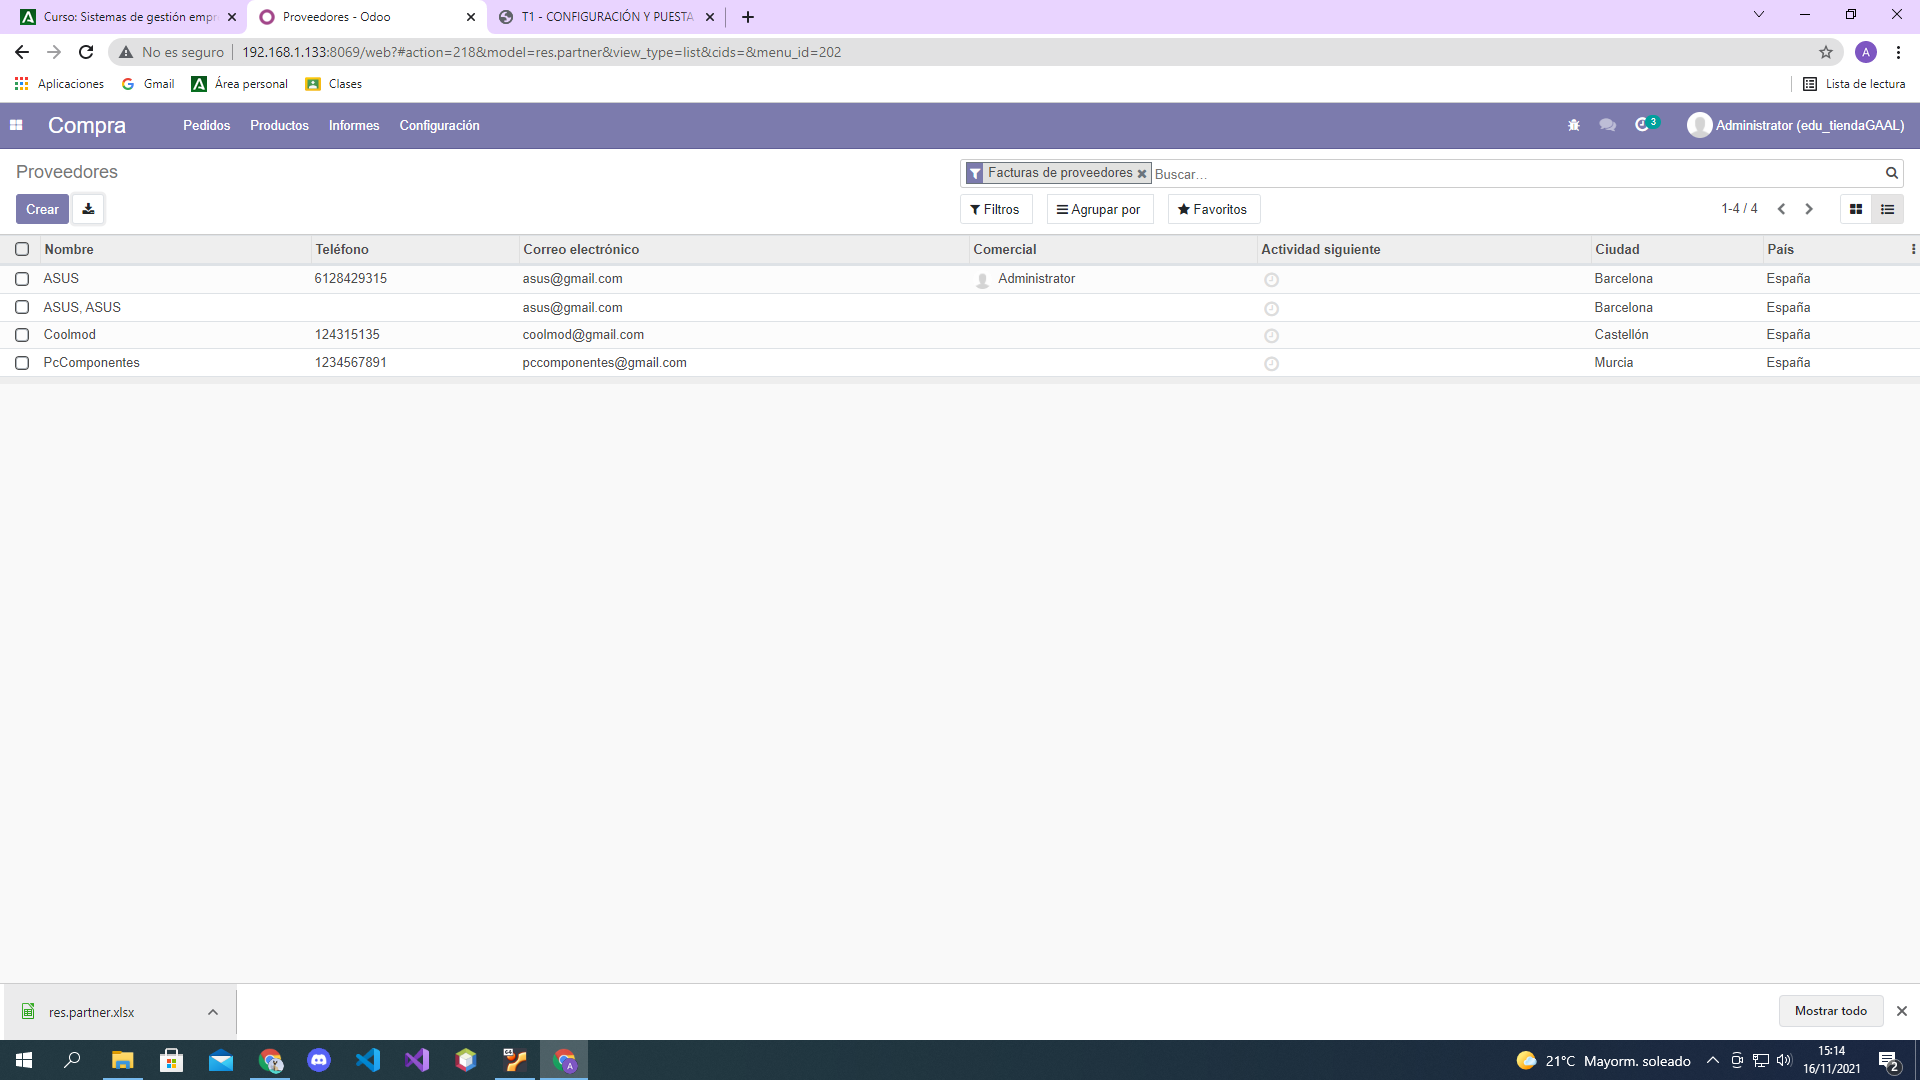 Curso: Sistemas de gestión empr
Proveedores - Odoo
T1 - CONFIGURACIÓN Y PUESTA
No es seguro
192.168.1.133:8069/web?#action=218&model=res.partner&view_type=list&cids=&menu_id=202
A
Aplicaciones
Gmail
Área personal
Clases
Lista de lectura
Compra
Pedidos
Productos
Informes
Configuración
3
Administrator (edu_tiendaGAAL)
Proveedores
Facturas de proveedores
Buscar...
Crear
Filtros
Agrupar por
Favoritos
1-4 / 4
Nombre Teléfono Correo electrónico Comercial Actividad siguiente Ciudad País
ASUS 6128429315 asus@gmail.com Administrator Barcelona España
ASUS, ASUS asus@gmail.com Barcelona España
Coolmod 124315135 coolmod@gmail.com Castellón España
PcComponentes 1234567891 pccomponentes@gmail.com Murcia España
res.partner.xlsx
Mostrar todo
21°C Mayorm. soleado
15:14
16/11/2021
2